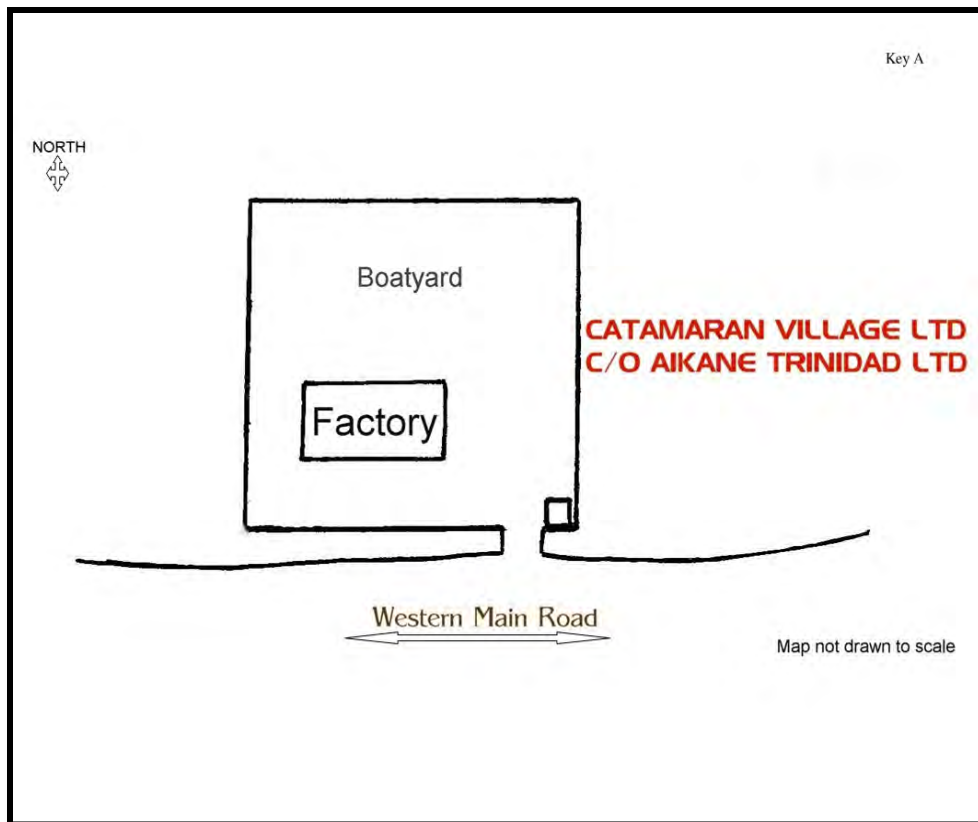 Key A
NORTH
Boatyard
CATAMARAN VILLAGE LTD
C/O AIKANE TRINIDAD LTD
Factory
Western Main Road
Map not drawn to scale